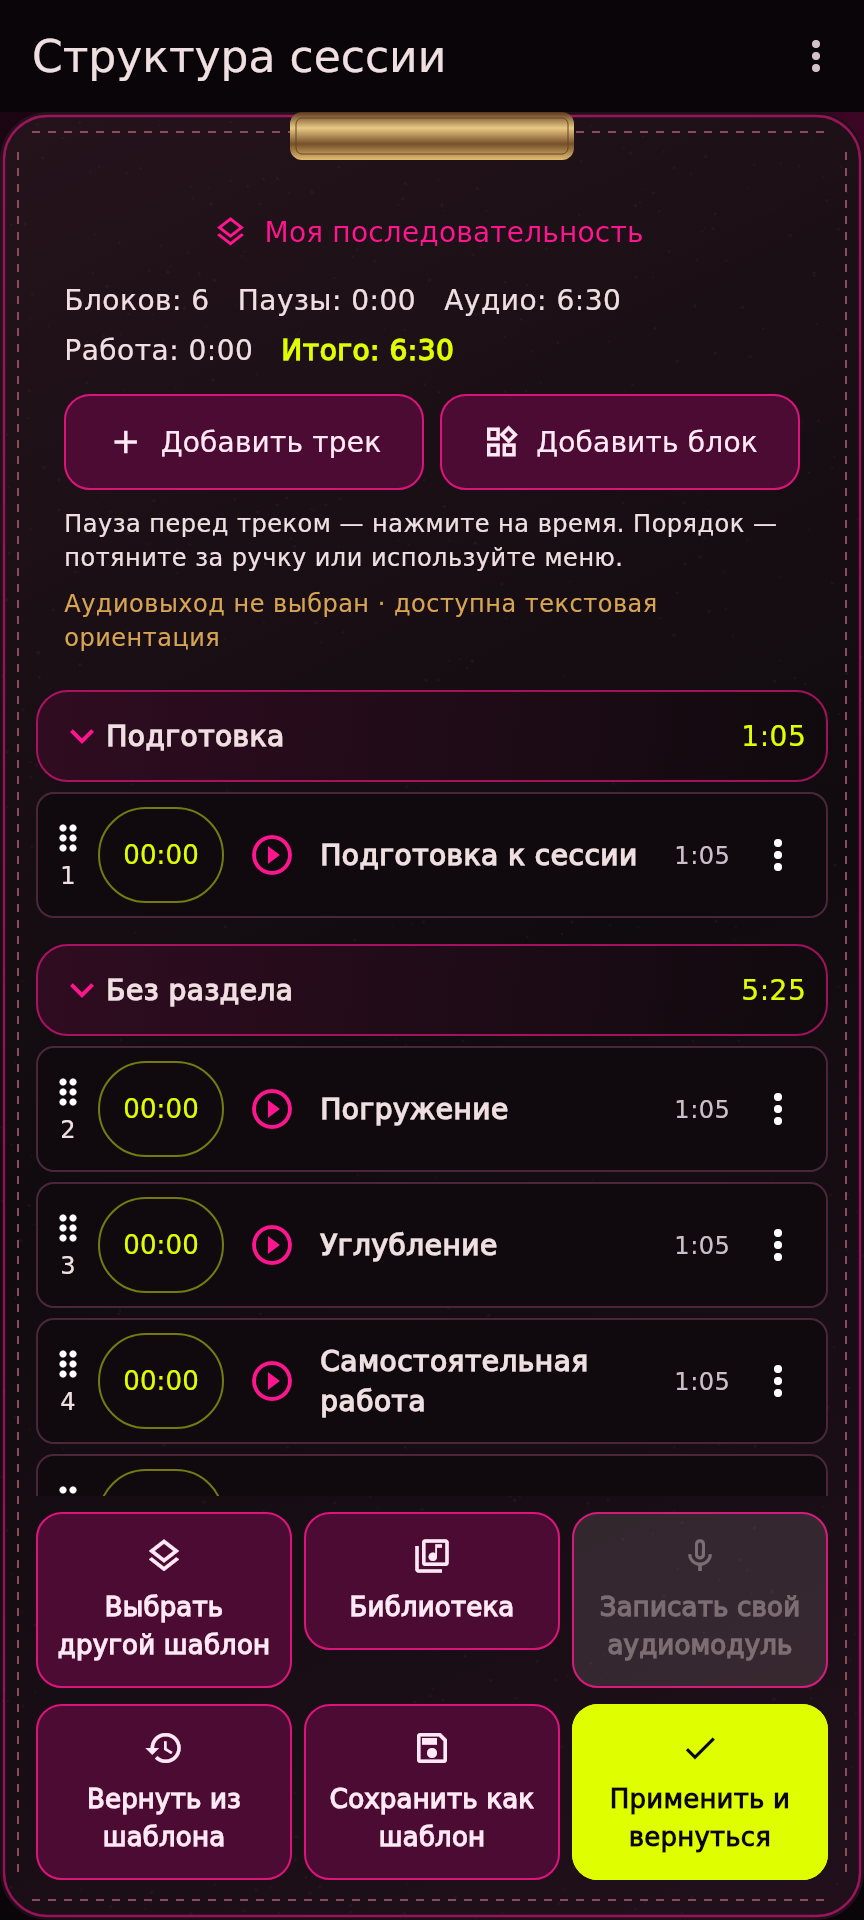 Структура сессии
Моя последовательность
Блоков: 6 Паузы: 0:00 Аудио: 6:30
Работа: 0:00 Итого: 6:30
Добавить трек
Добавить блок
Пауза перед треком — нажмите на время. Порядок —
потяните за ручку или используйте меню.
Аудиовыход не выбран · доступна текстовая
ориентация
Подготовка 1:05
1 00:00 Подготовка к сессии 1:05
Без раздела 5:25
2 00:00 Погружение 1:05
3 00:00 Углубление 1:05
4 00:00 Самостоятельная
работа 1:05
Выбрать
другой шаблон
Библиотека
Записать свой
аудиомодуль
Вернуть из
шаблона
Сохранить как
шаблон
Применить и
вернуться